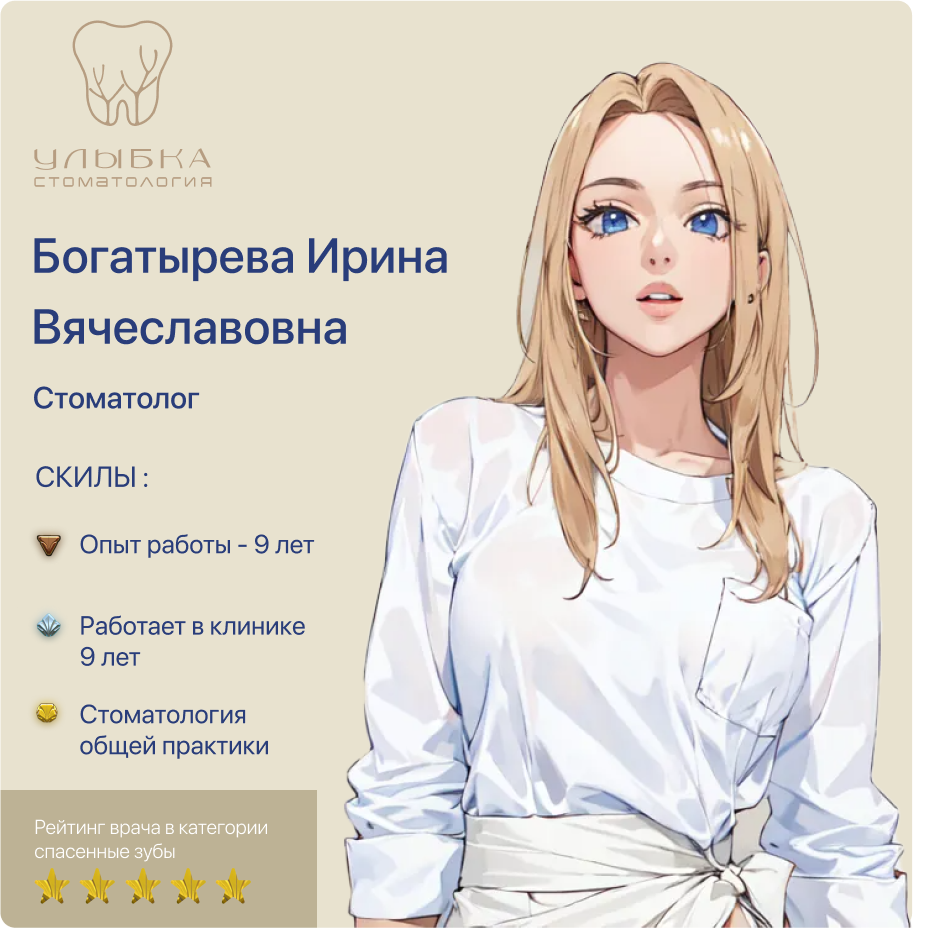 УЛЫБКА
СТОМАТОЛОГИЯ
Богатырева Ирина
Вячеславовна
Стоматолог
СКИЛЫ :
Опыт работы - 9 лет
Работает в клинике
9 лет
Стоматология
общей практики
Рейтинг врача в категории
спасенные зубы